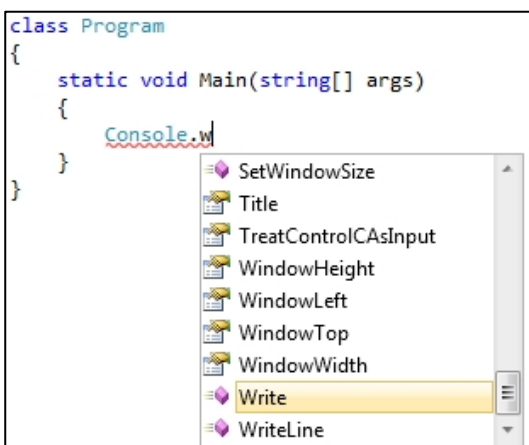 class Program
{
static void Main(string[] args)
{
Console.w
}
}
SetWindowSize
Title
TreatControlCAsInput
WindowHeight
WindowLeft
WindowTop
WindowWidth
Write
WriteLine